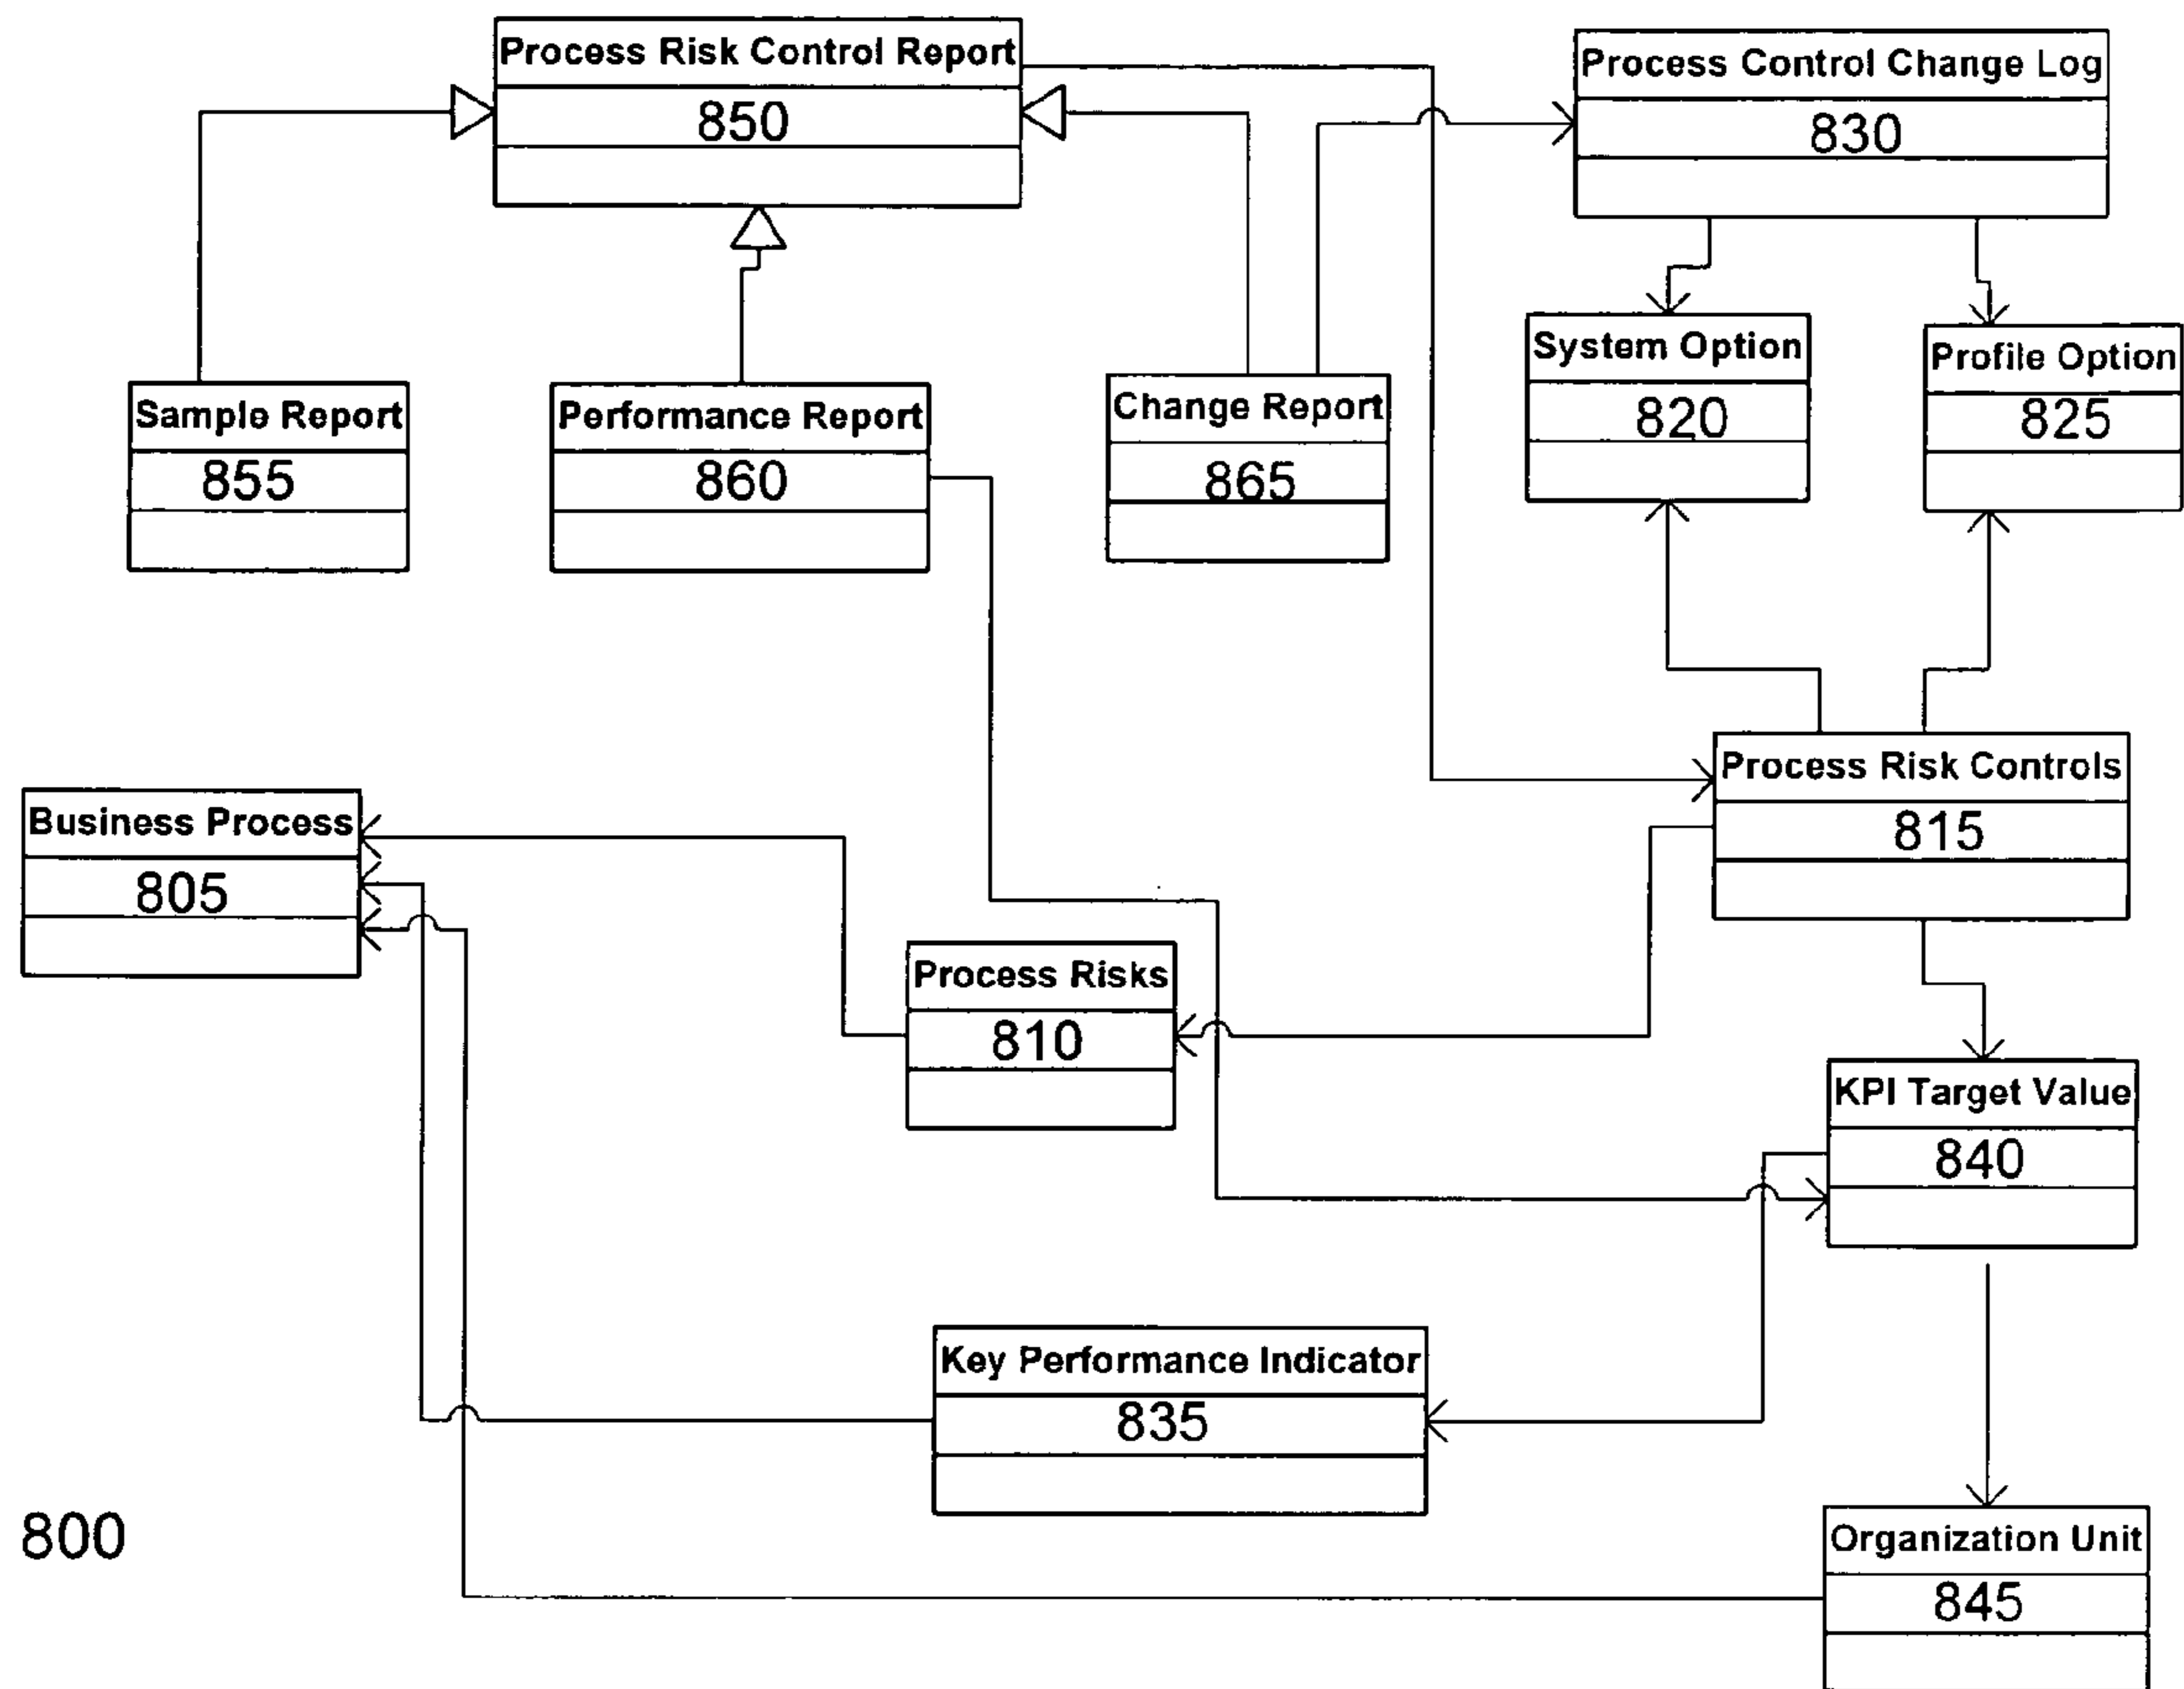 Process Risk Control Report
850
Process Control Change Log
830
System Option
820
Profile Option
825
Sample Report
855
Performance Report
860
Change Report
865
Process Risk Controls
815
Business Process
805
Process Risks
810
KPI Target Value
840
Key Performance Indicator
835
Organization Unit
845
800